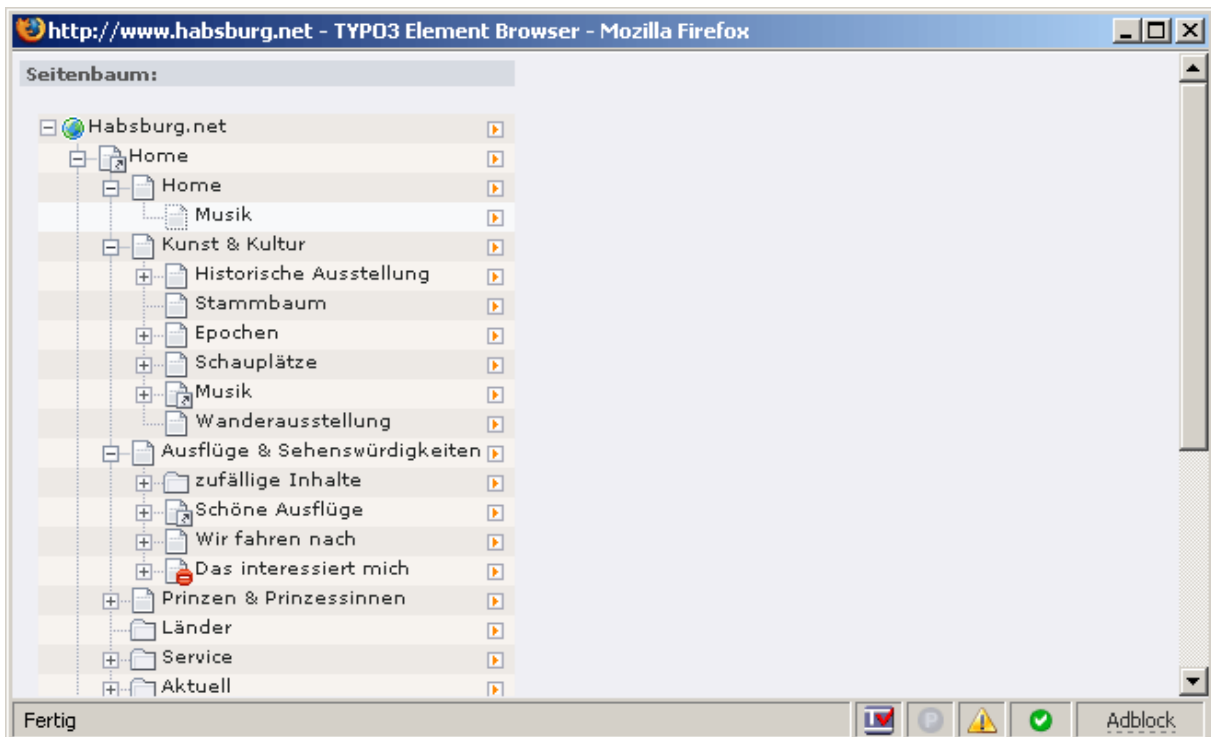 http://www.habsburg.net - TYPO3 Element Browser - Mozilla Firefox
Seitenbaum:
Habsburg.net
Home
Home
Musik
Kunst & Kultur
Historische Ausstellung
Stammbaum
Epochen
Schauplätze
Musik
Wanderausstellung
Ausflüge & Sehenswürdigkeiten
zufällige Inhalte
Schöne Ausflüge
Wir fahren nach
Das interessiert mich
Prinzen & Prinzessinnen
Länder
Service
Aktuell
Fertig P Adblock